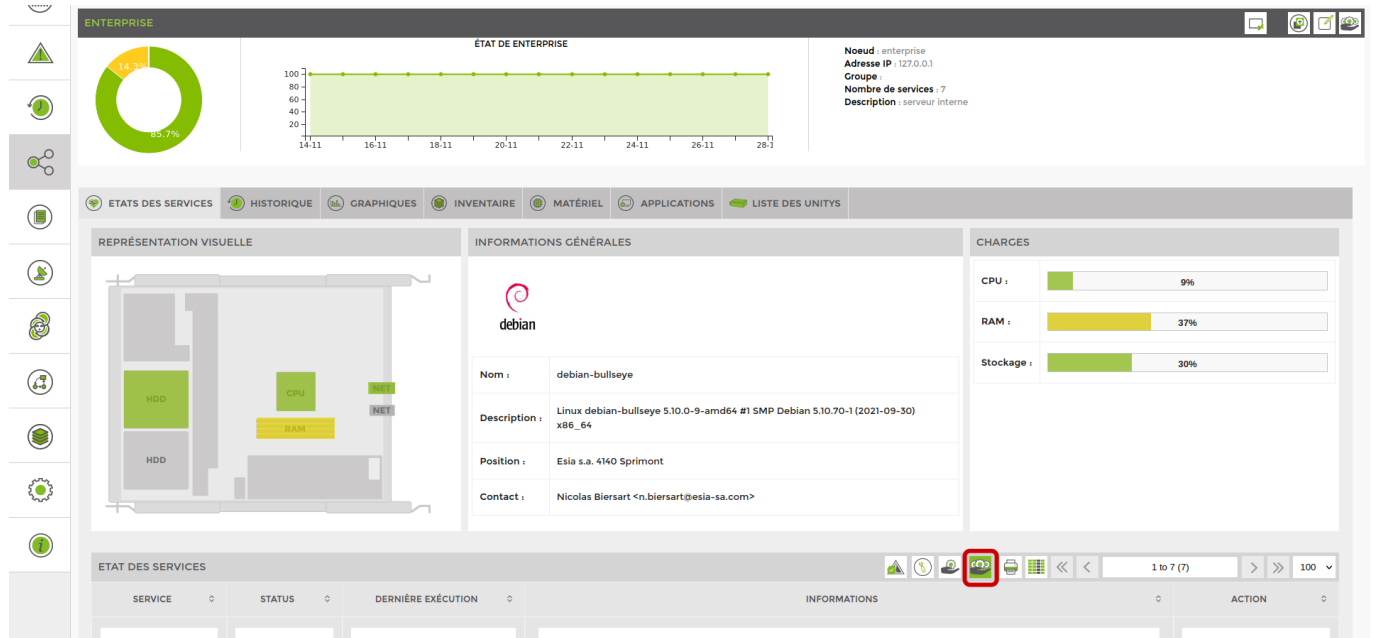 ENTERPRISE
14.3%
85.7%
ÉTAT DE ENTERPRISE
100
80
60
40
20
14-11 16-11 18-11 20-11 22-11 24-11 26-11 28-1
Noeud : enterprise
Adresse IP : 127.0.0.1
Groupe :
Nombre de services : 7
Description : serveur interne
ETATS DES SERVICES HISTORIQUE GRAPHIQUES INVENTAIRE MATÉRIEL APPLICATIONS LISTE DES UNITYS
REPRÉSENTATION VISUELLE
HDD
CPU
NET
NET
RAM
HDD
INFORMATIONS GÉNÉRALES
debian
Nom : debian-bullseye
Description : Linux debian-bullseye 5.10.0-9-amd64 #1 SMP Debian 5.10.70-1 (2021-09-30)
x86_64
Position : Esia s.a. 4140 Sprimont
Contact : Nicolas Biersart <n.biersart@esia-sa.com>
CHARGES
CPU : 9%
RAM : 37%
Stockage : 30%
ETAT DES SERVICES
1 to 7 (7)
100
SERVICE STATUS DERNIÈRE EXÉCUTION INFORMATIONS ACTION